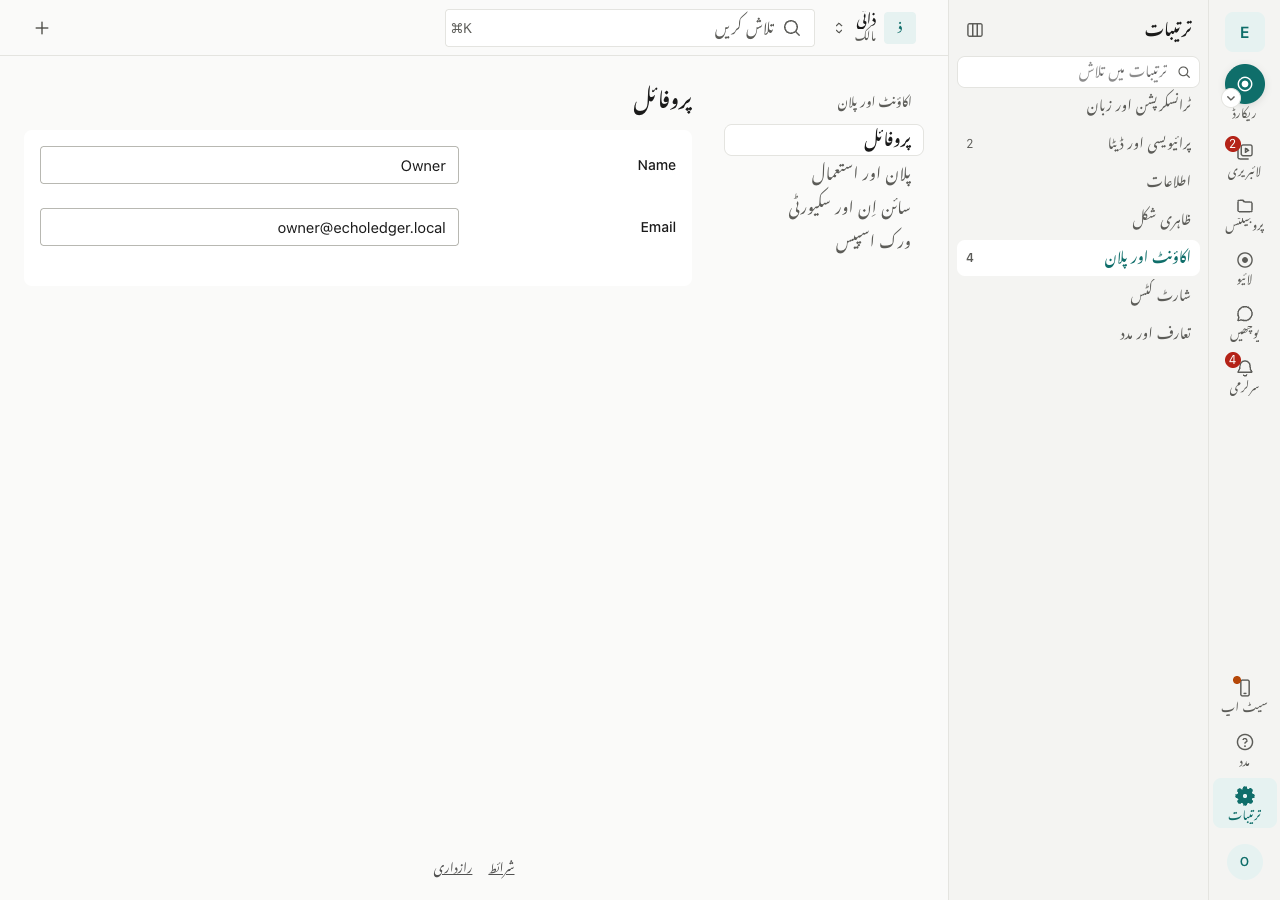 E
ریکارڈ
2
لائبریری
پروجیکٹس
لائیو
پوچھیں
4
سرگرمی
سیٹ اپ
مدد
ترتیبات
O
ترتیبات
ترتیبات میں تلاش
ٹرانسکرپشن اور زبان
پرائیویسی اور ڈیٹا 2
اطلاعات
ظاہری شکل
اکاؤنٹ اور پلان 4
شارٹ کٹس
تعارف اور مدد
ذ
ذاتی
مالک
تلاش کریں ⌘K
اکاؤنٹ اور پلان
پروفائل
پلان اور استعمال
سائن اِن اور سکیورٹی
ورک اسپیس
پروفائل
Name
Owner
Email
owner@echoledger.local
شرائط رازداری